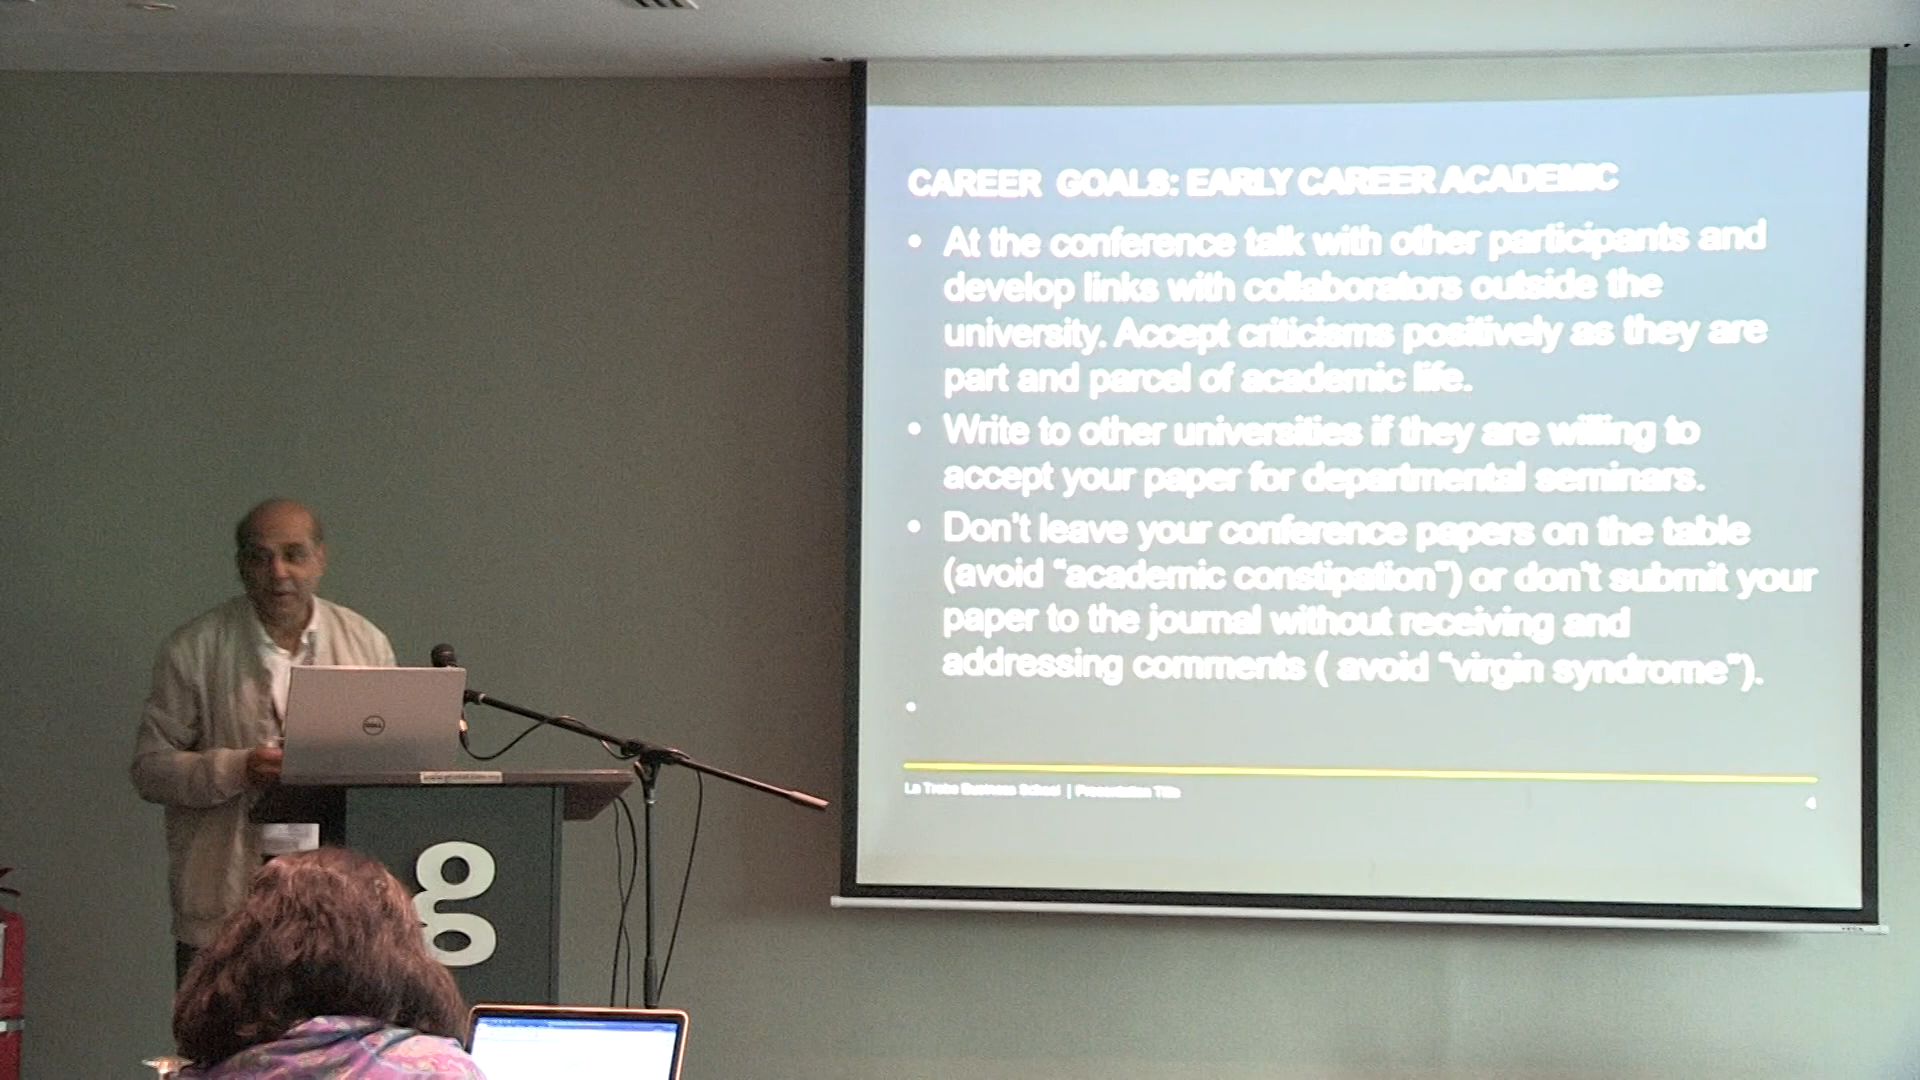 CAREER GOALS: EARLY CAREER ACADEMIC
• At the conference talk with other participants and
develop links with collaborators outside the
university. Accept criticisms positively as they are
part and parcel of academic life.
• Write to other universities if they are willing to
accept your paper for departmental seminars.
• Don't leave your conference papers on the table
(avoid "academic constipation") or don't submit your
paper to the journal without receiving and
addressing comments ( avoid "virgin syndrome").
•
La Trobe Business School | Presentation Title
4
DELL
g